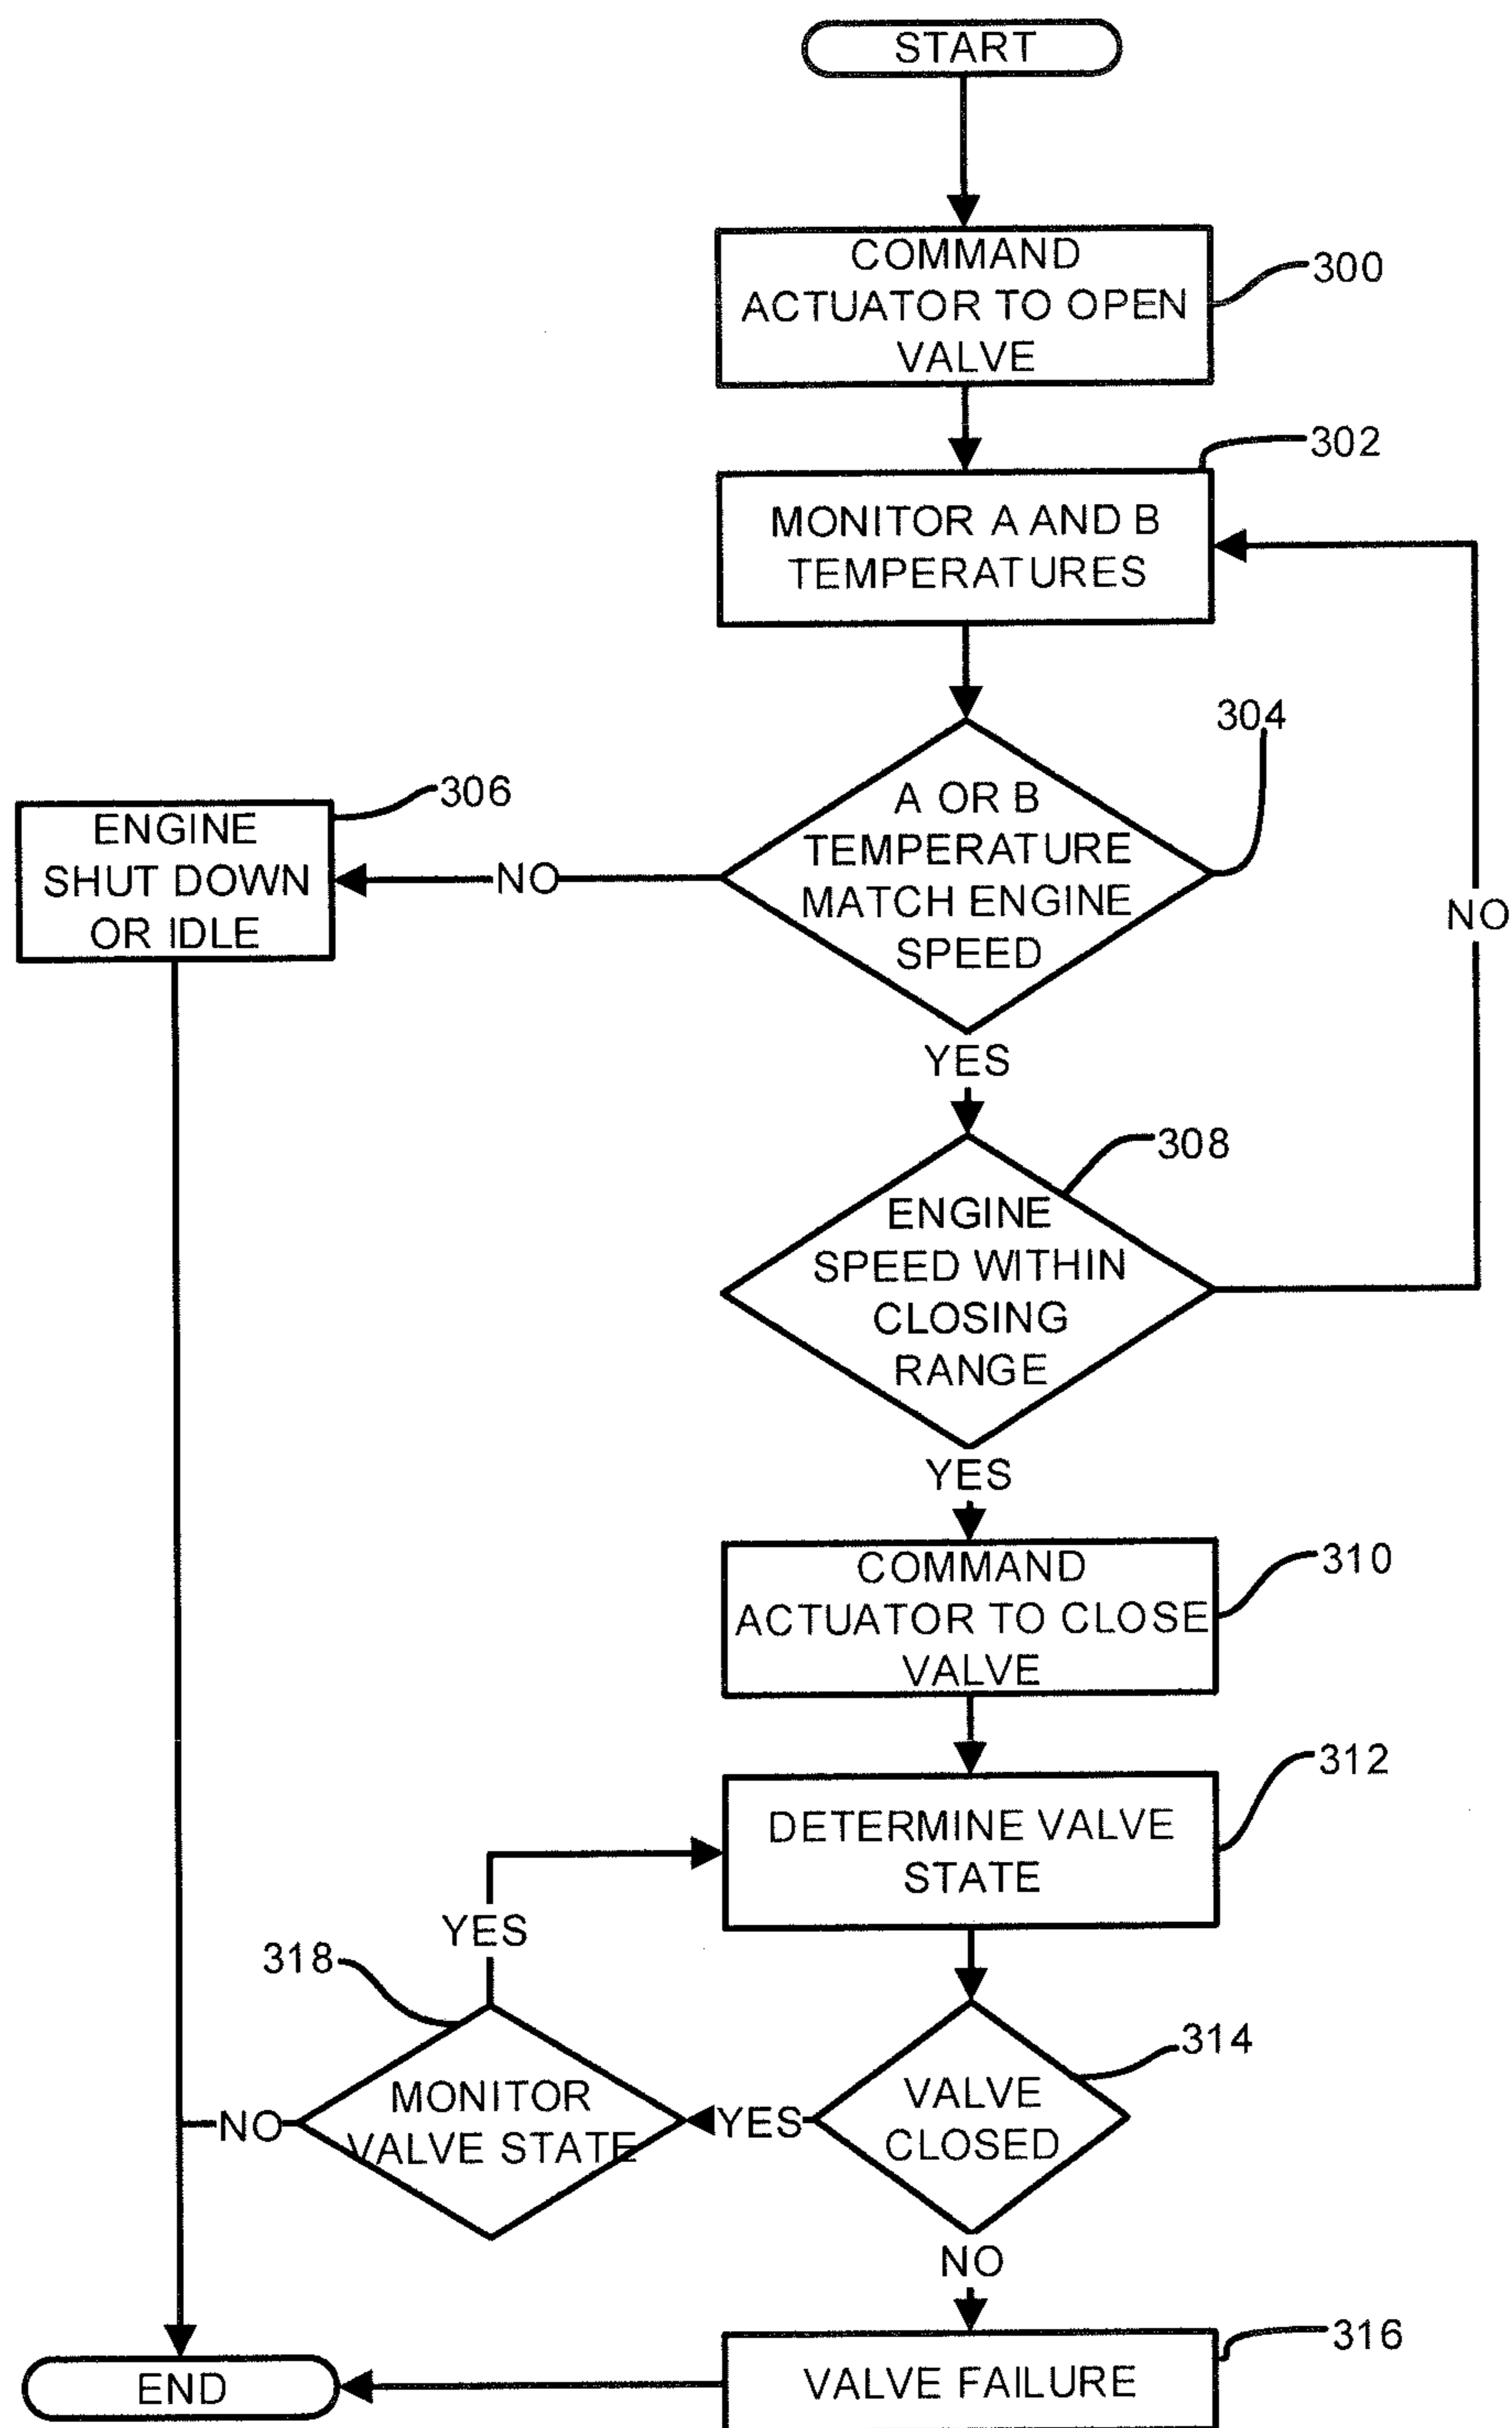 START
COMMAND
ACTUATOR TO OPEN
VALVE
300
302
MONITOR A AND B
TEMPERATURES
304
A OR B
TEMPERATURE
MATCH ENGINE
SPEED
306
ENGINE
SHUT DOWN
OR IDLE
NO
NO
YES
308
ENGINE
SPEED WITHIN
CLOSING
RANGE
YES
310
COMMAND
ACTUATOR TO CLOSE
VALVE
312
DETERMINE VALVE
STATE
YES
318
314
MONITOR
VALVE STATE
NO
YES
VALVE
CLOSED
NO
316
VALVE FAILURE
END